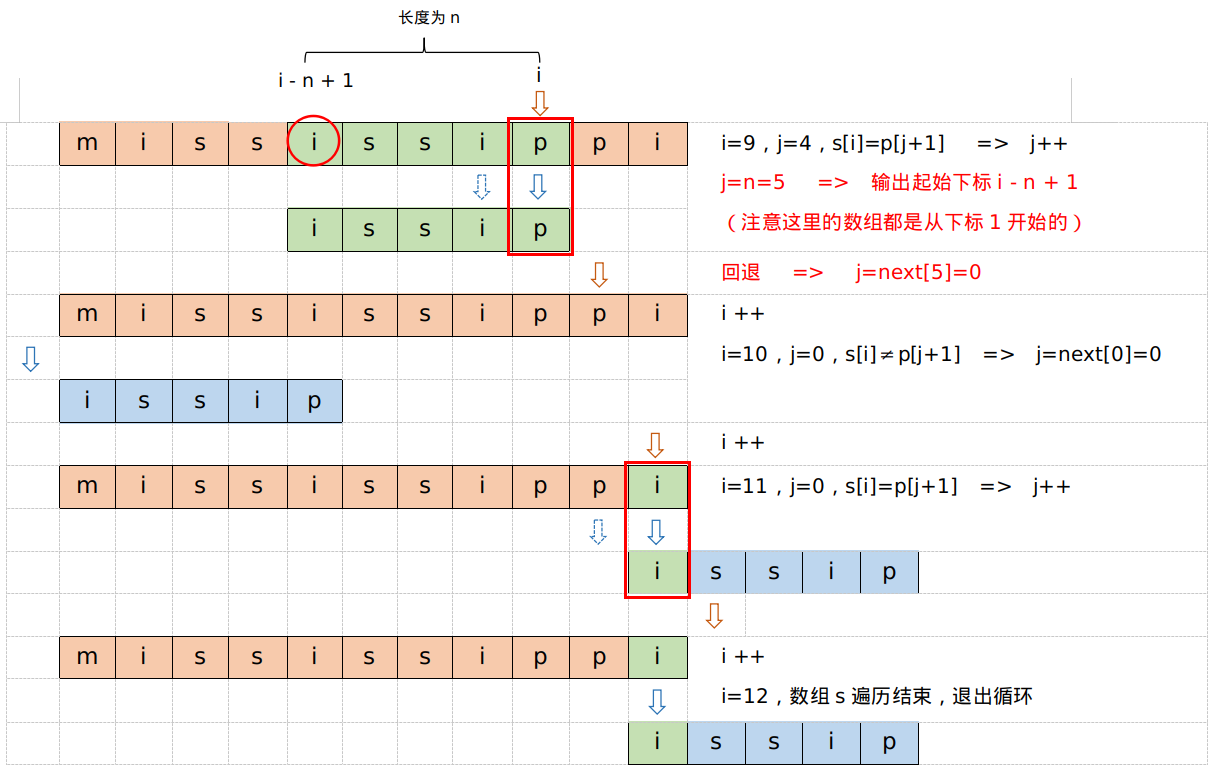 长度为 n
i - n + 1
i
m i s s i s s i p p i
i=9 , j=4 , s[i]=p[j+1] => j++
j=n=5 => 输出起始下标 i - n + 1
i s s i p
（注意这里的数组都是从下标 1 开始的）
回退 => j=next[5]=0
m i s s i s s i p p i
i ++
i=10 , j=0 , s[i]≠p[j+1] => j=next[0]=0
i s s i p
i ++
m i s s i s s i p p i
i=11 , j=0 , s[i]=p[j+1] => j++
i s s i p
m i s s i s s i p p i
i ++
i=12 , 数组 s 遍历结束 , 退出循环
i s s i p